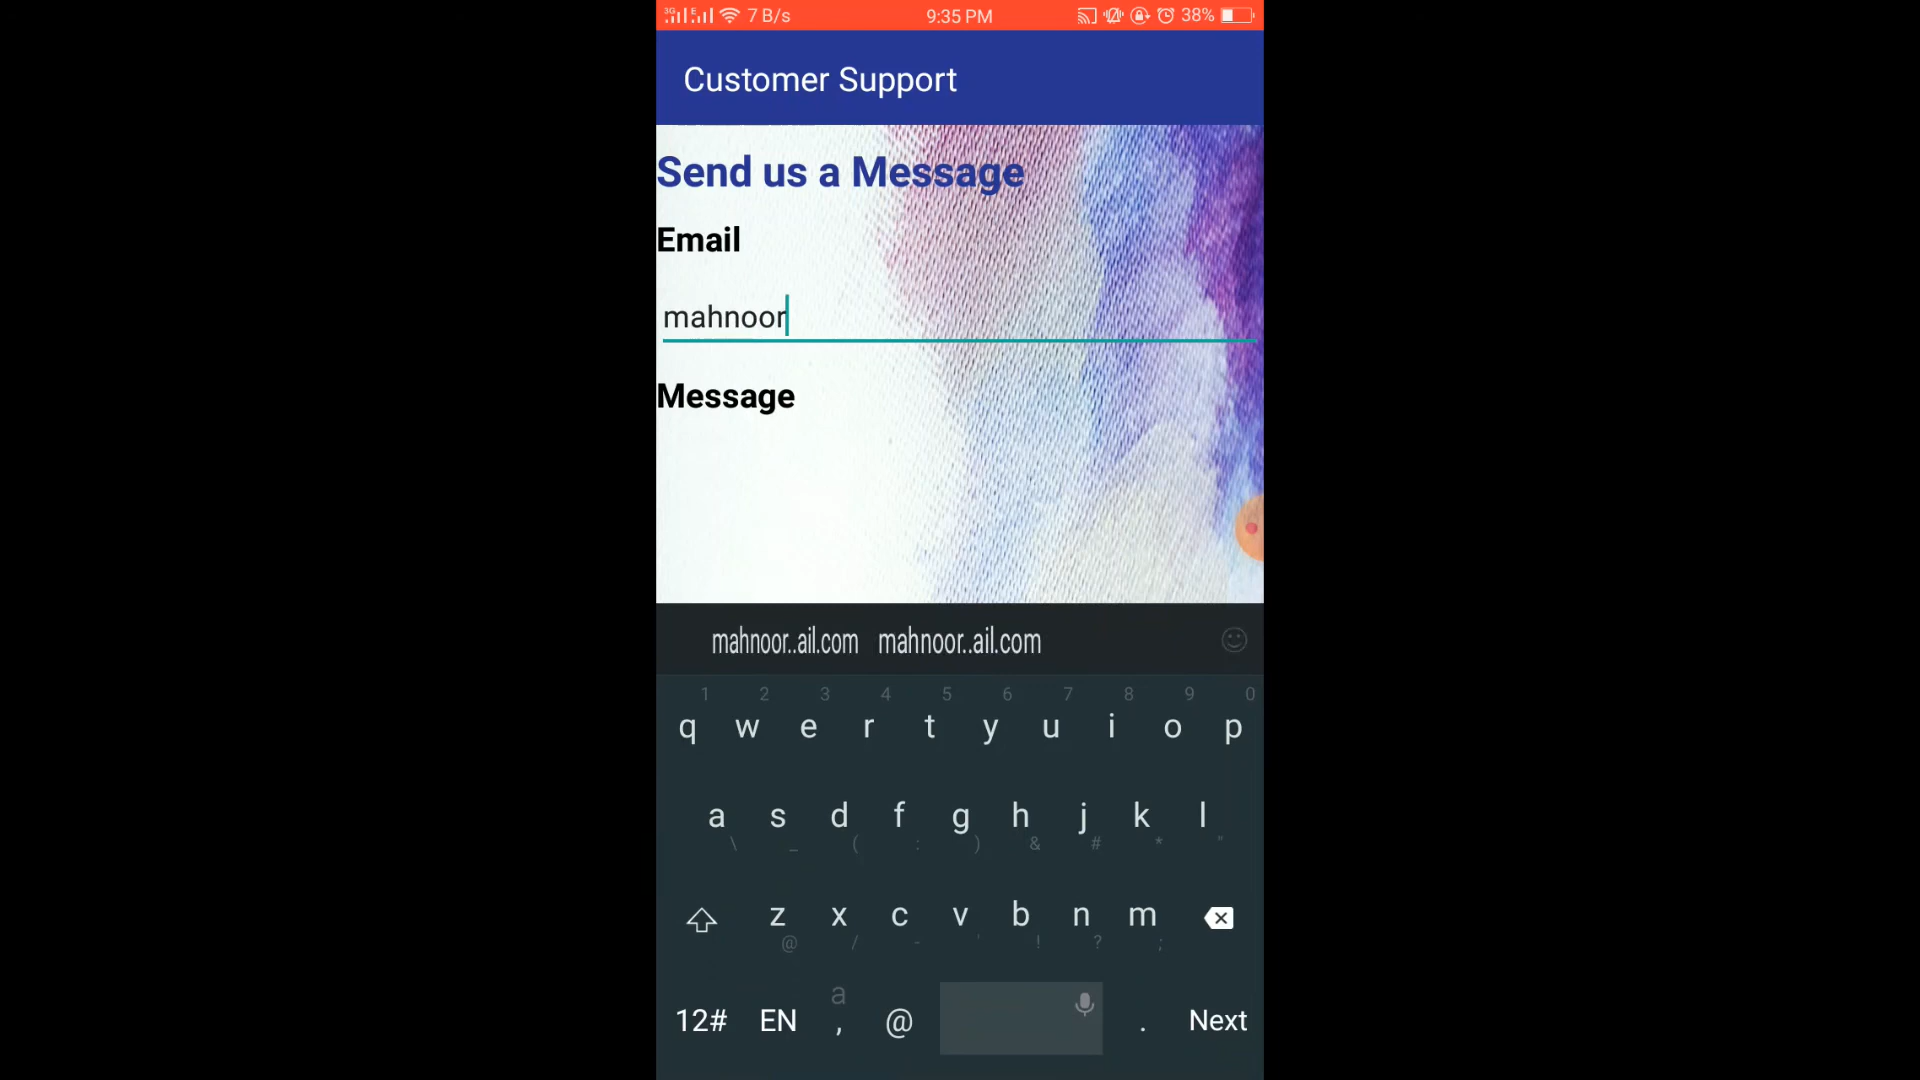 3G E 7 B/s 9:35 PM 38%
Customer Support
Send us a Message
Email
mahnoor
Message
mahnoor..ail.com mahnoor..ail.com
1 2 3 4 5 6 7 8 9 0
q w e r t y u i o p
a s d f g h j k l
\ _ ( : ) & # * "
z x c v b n m
@ / - ' ! ? ;
a
12# EN , @ . Next